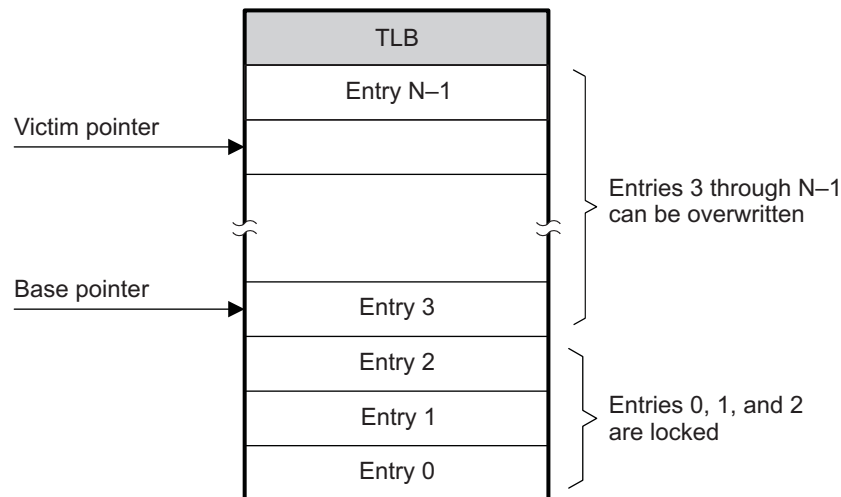 TLB
Entry N–1
Victim pointer
Entries 3 through N–1
can be overwritten
Base pointer
Entry 3
Entry 2
Entry 1
Entries 0, 1, and 2
are locked
Entry 0